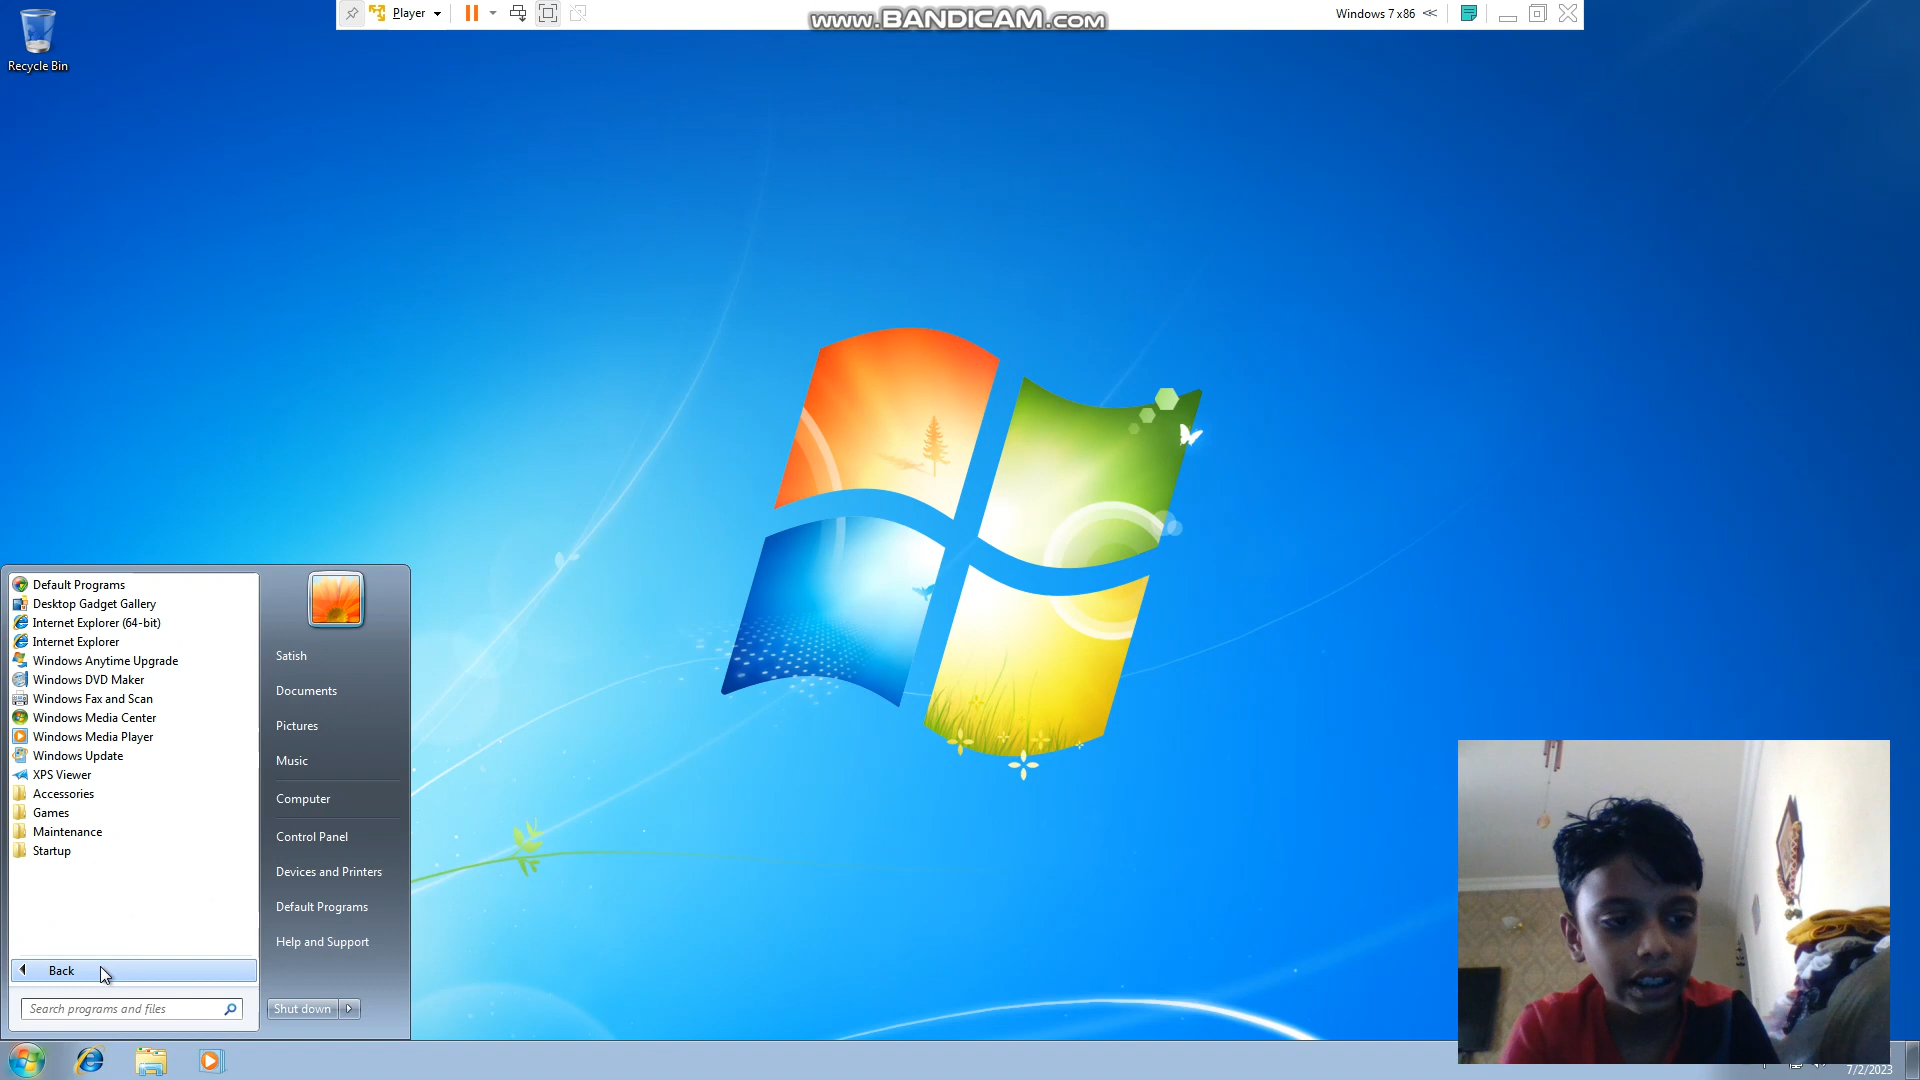 Player
www.BANDICAM.com
Windows 7 x86
Recycle Bin
Default Programs
Desktop Gadget Gallery
Internet Explorer (64-bit)
Internet Explorer
Windows Anytime Upgrade
Windows DVD Maker
Windows Fax and Scan
Windows Media Center
Windows Media Player
Windows Update
XPS Viewer
Accessories
Games
Maintenance
Startup
Back
Search programs and files
Satish
Documents
Pictures
Music
Computer
Control Panel
Devices and Printers
Default Programs
Help and Support
Shut down
7/2/2023